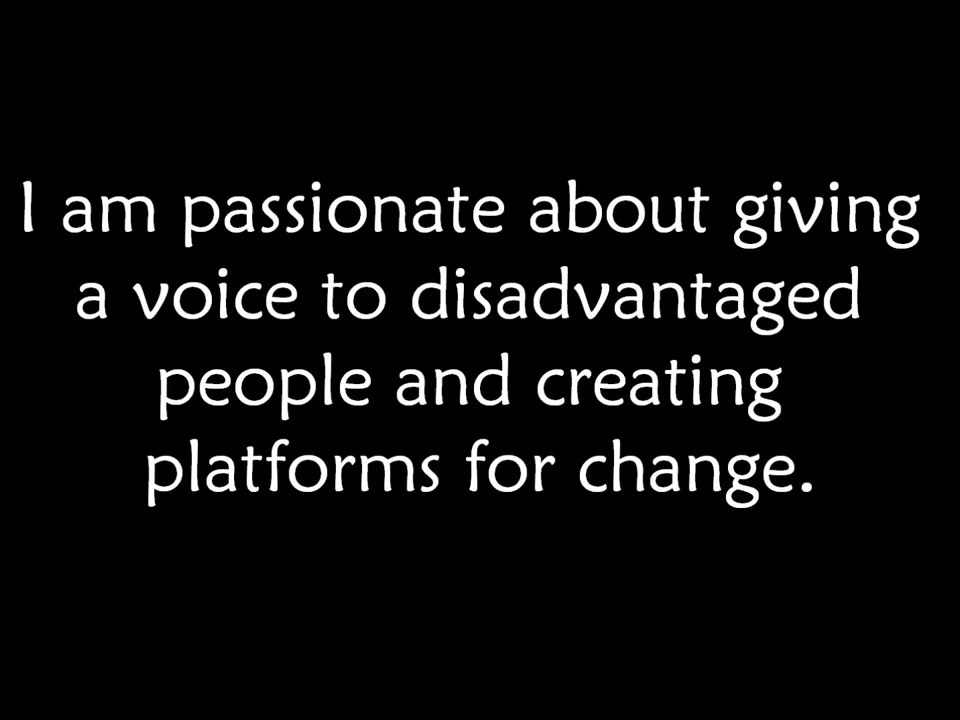 I am passionate about giving
a voice to disadvantaged
people and creating
platforms for change.